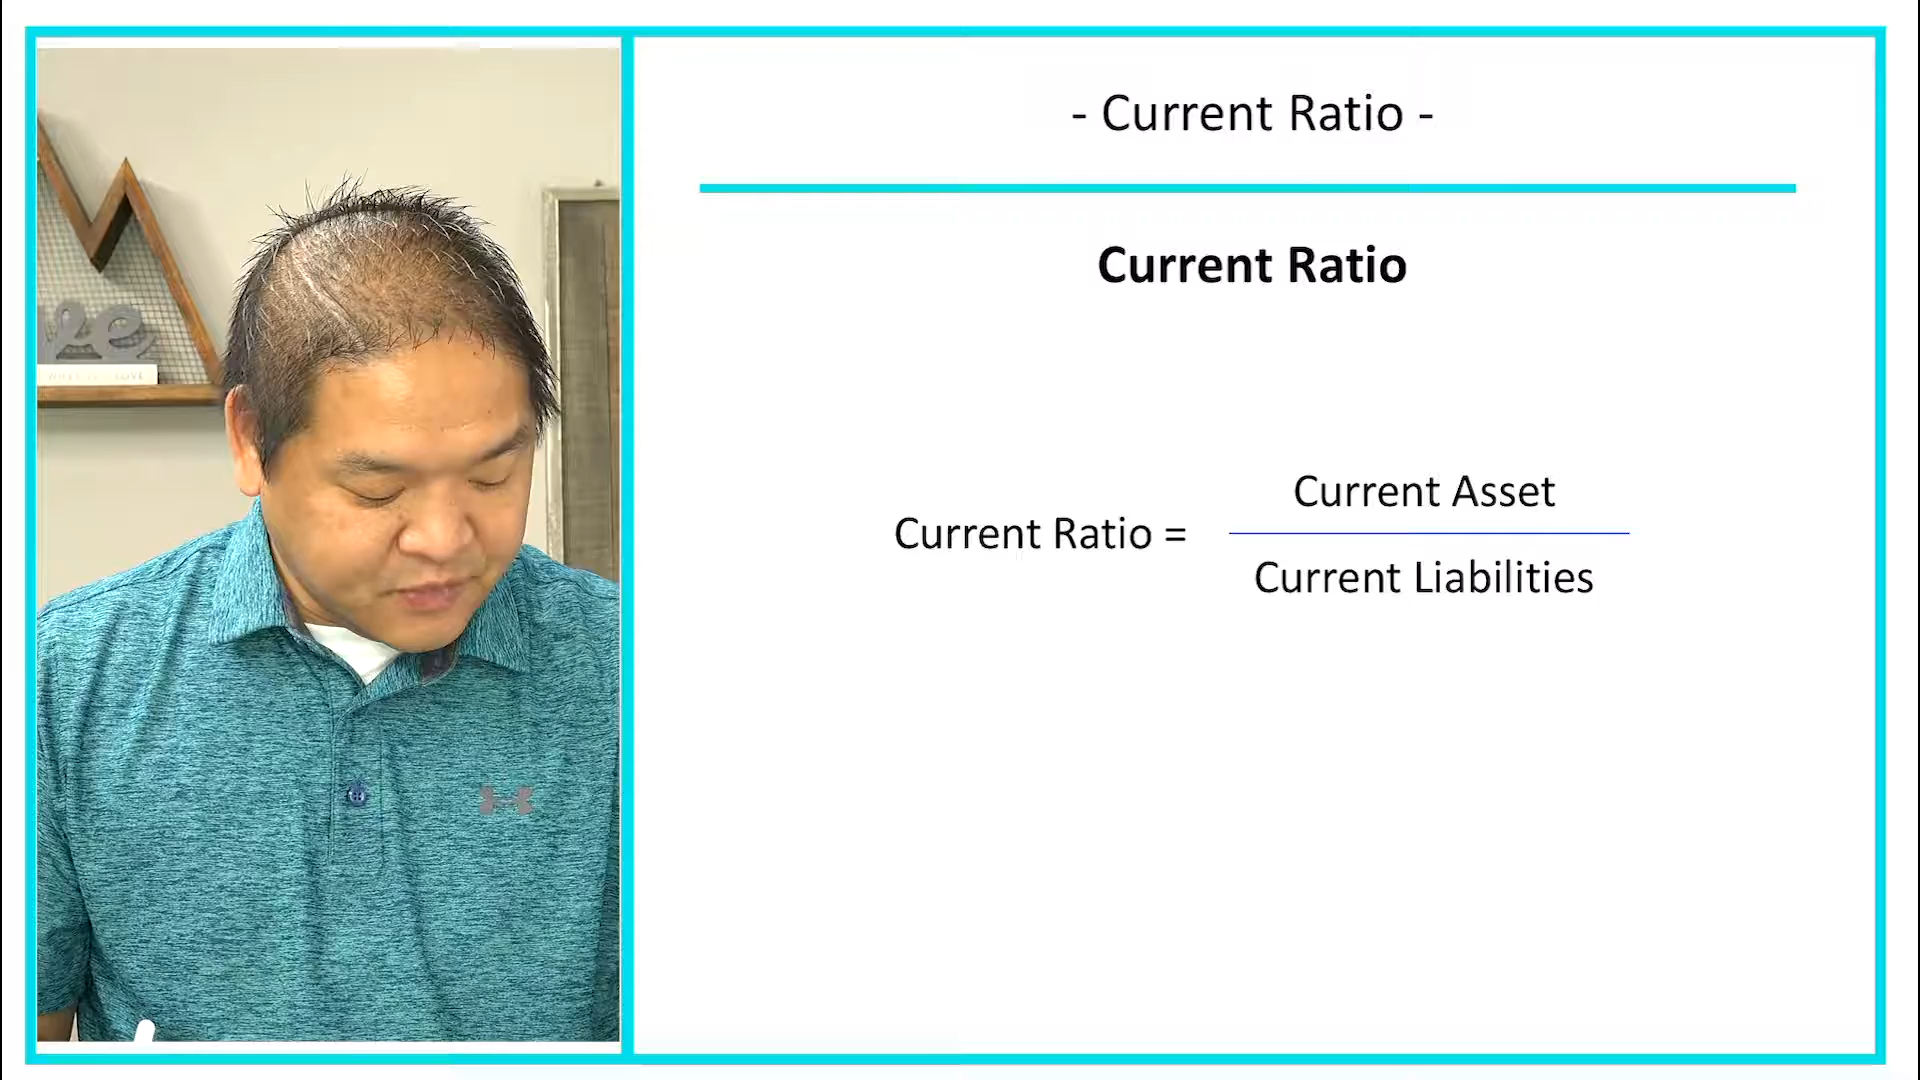 - Current Ratio -
Current Ratio
Current Asset
Current Ratio =
Current Liabilities